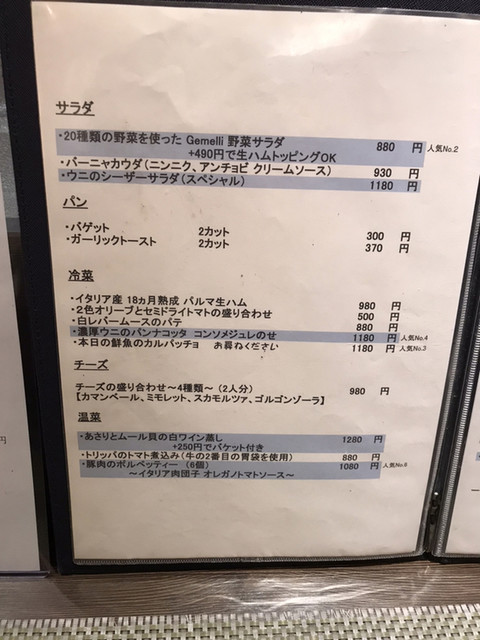 サラダ
・20種類の野菜を使った Gemelli 野菜サラダ 880 円 人気No.2
+490円で生ハムトッピングOK
・バーニャカウダ（ニンニク、アンチョビ クリームソース） 930 円
・ウニのシーザーサラダ（スペシャル） 1180 円
パン
・バゲット 2カット 300 円
・ガーリックトースト 2カット 370 円
冷菜
・イタリア産 18ヵ月熟成 パルマ生ハム 980 円
・2色オリーブとセミドライトマトの盛り合わせ 500 円
・白レバームースのパテ 880 円
・濃厚ウニのパンナコッタ コンソメジュレのせ 1180 円 人気No.4
・本日の鮮魚のカルパッチョ お尋ねください 1180 円 人気No.3
チーズ
チーズの盛り合わせ～4種類～（2人分） 980 円
【カマンベール、ミモレット、スカモルツァ、ゴルゴンゾーラ】
温菜
・あさりとムール貝の白ワイン蒸し 1280 円
+250円でバケット付き
・トリッパのトマト煮込み（牛の2番目の胃袋を使用） 880 円
・豚肉のポルペッティー （6個） 1080 円
～イタリア肉団子 オレガノトマトソース～